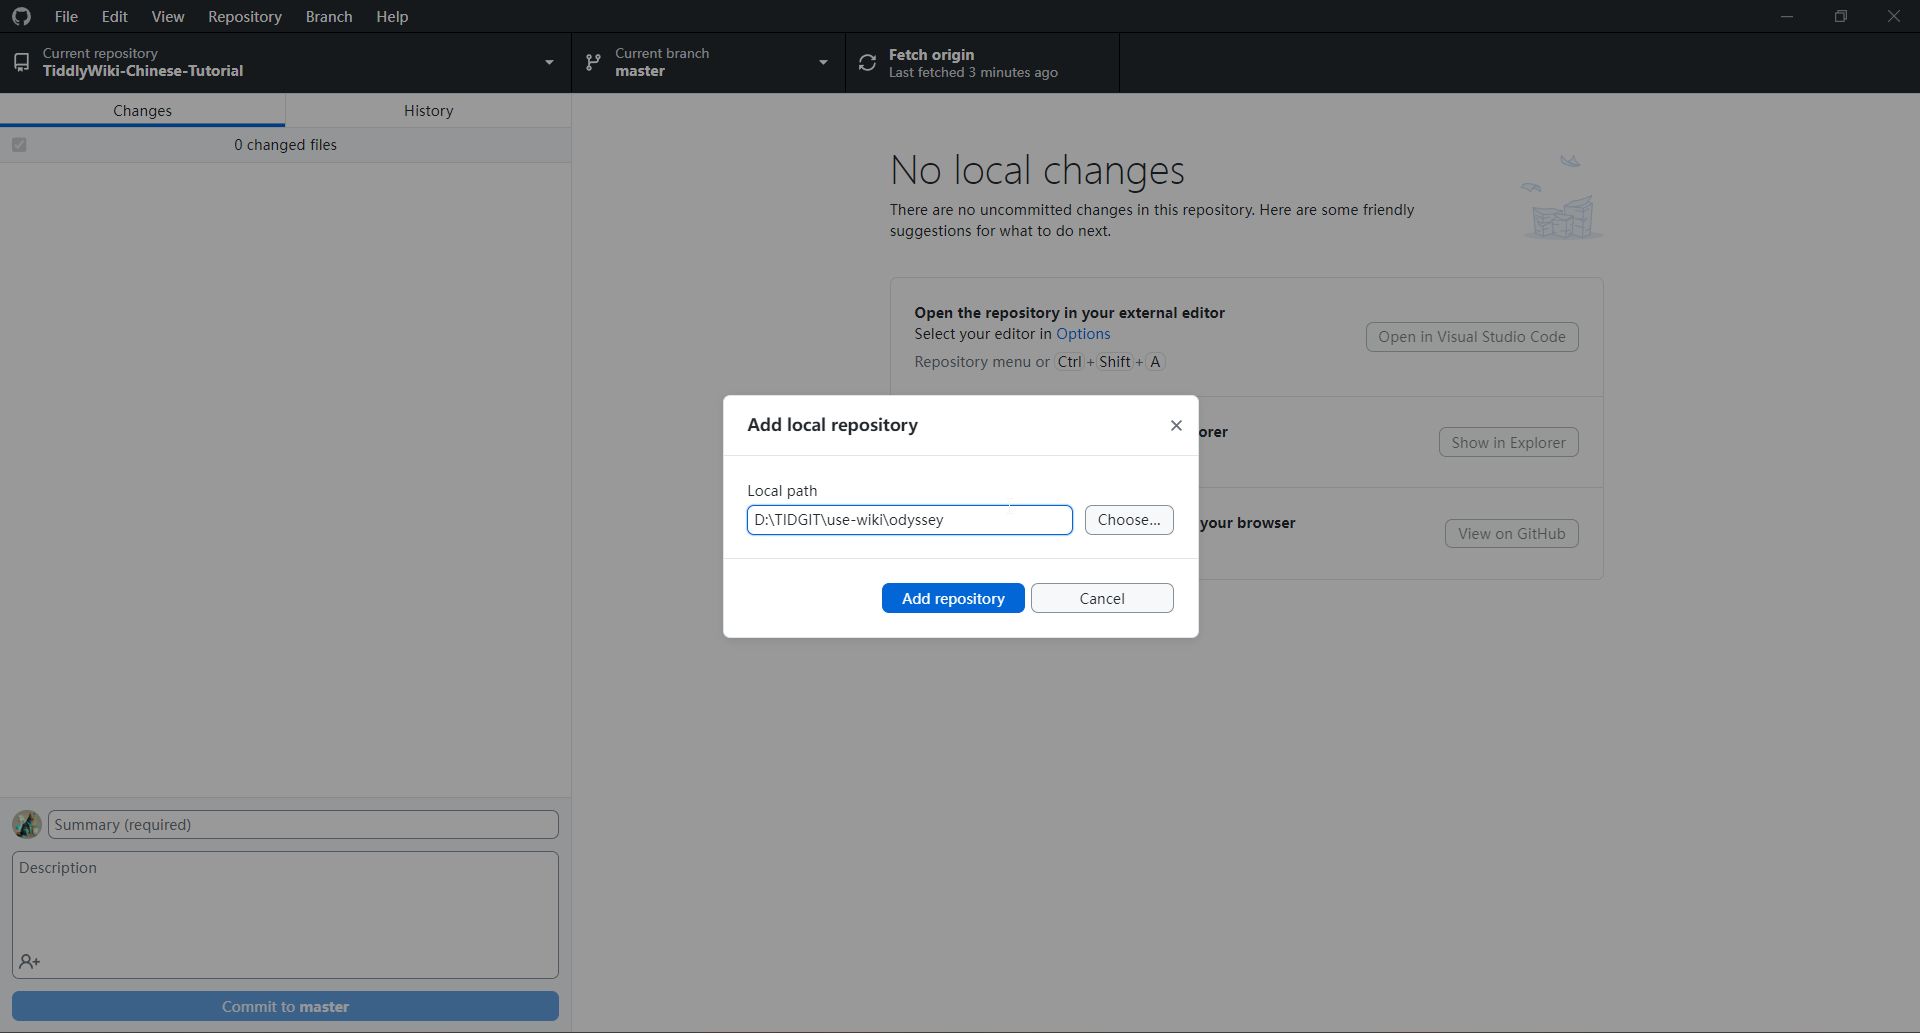 File Edit View Repository Branch Help
Current repository
TiddlyWiki-Chinese-Tutorial
Current branch
master
Fetch origin
Last fetched 3 minutes ago
Changes
History
0 changed files
No local changes
There are no uncommitted changes in this repository. Here are some friendly
suggestions for what to do next.
Open the repository in your external editor
Select your editor in Options
Repository menu or Ctrl + Shift + A
Open in Visual Studio Code
orer
Show in Explorer
your browser
View on GitHub
Add local repository
Local path
D:\TIDGIT\use-wiki\odyssey
Choose...
Add repository
Cancel
Summary (required)
Description
Commit to master